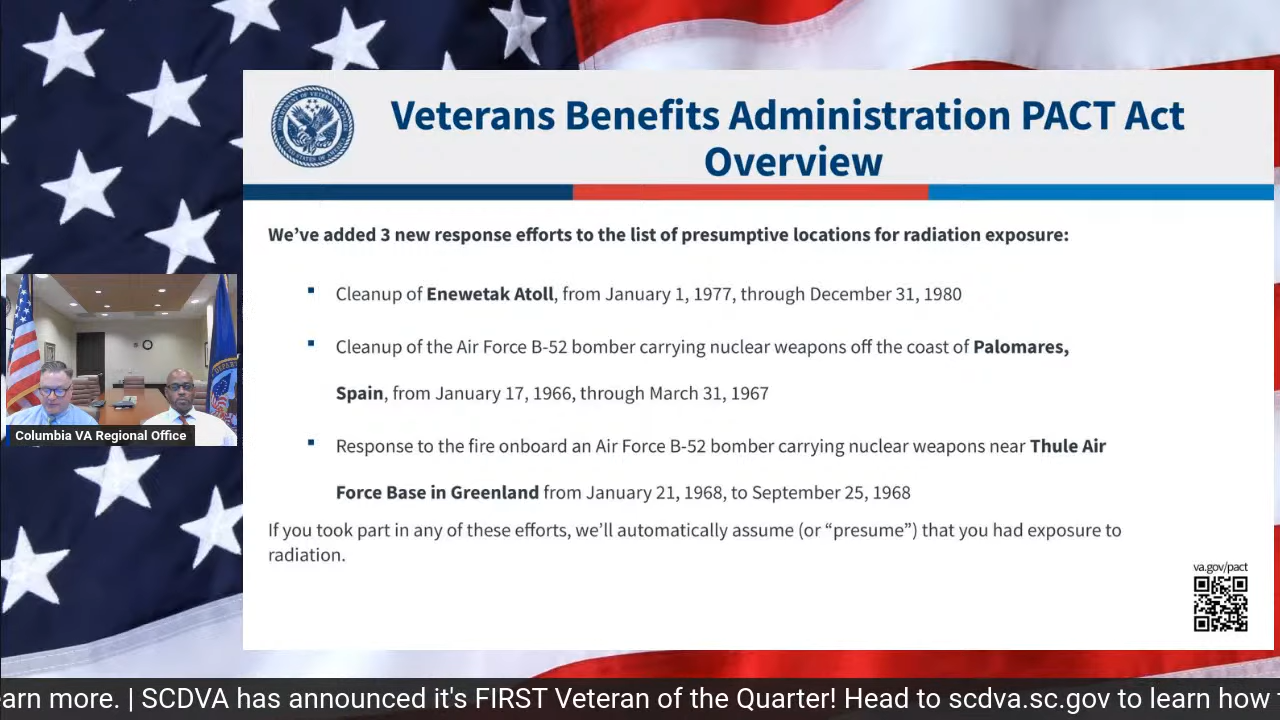 Veterans Benefits Administration PACT Act
Overview
We’ve added 3 new response efforts to the list of presumptive locations for radiation exposure:
Cleanup of Enewetak Atoll, from January 1, 1977, through December 31, 1980
Cleanup of the Air Force B-52 bomber carrying nuclear weapons off the coast of Palomares,
Spain, from January 17, 1966, through March 31, 1967
Response to the fire onboard an Air Force B-52 bomber carrying nuclear weapons near Thule Air
Force Base in Greenland from January 21, 1968, to September 25, 1968
If you took part in any of these efforts, we’ll automatically assume (or “presume”) that you had exposure to
radiation.
va.gov/pact
Columbia VA Regional Office
earn more. | SCDVA has announced it's FIRST Veteran of the Quarter! Head to scdva.sc.gov to learn how